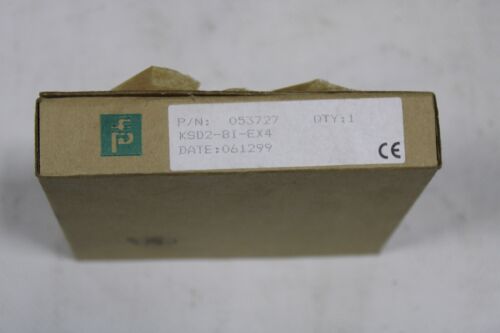 P/N: 053727 QTY:1
KSD2-BI-EX4
DATE:061299
CE